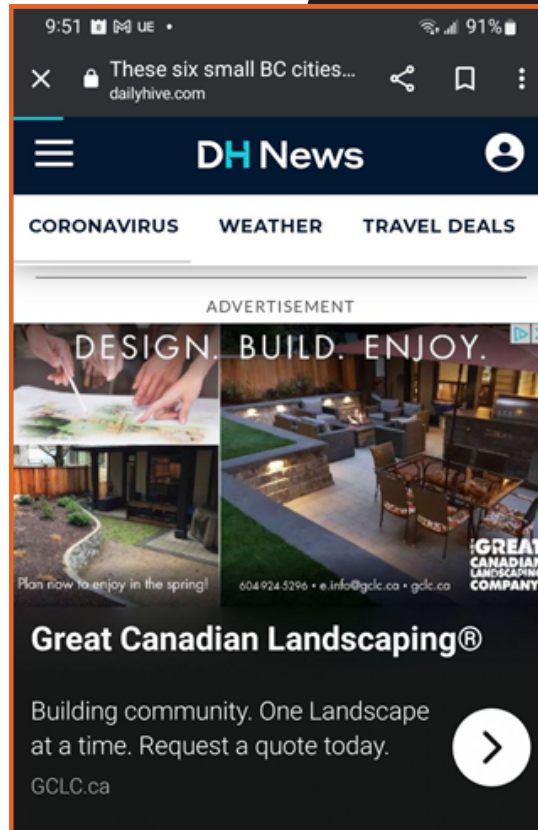 9:51 UE • 91%
These six small BC cities...
dailyhive.com
DH News
CORONAVIRUS WEATHER TRAVEL DEALS
ADVERTISEMENT
DESIGN. BUILD. ENJOY.
GREAT
CANADIAN
LANDSCAPING
COMPANY
Plan now to enjoy in the spring! 604-924-5296 • e.info@gclc.ca • gclc.ca
Great Canadian Landscaping®
Building community. One Landscape
at a time. Request a quote today.
GCLC.ca